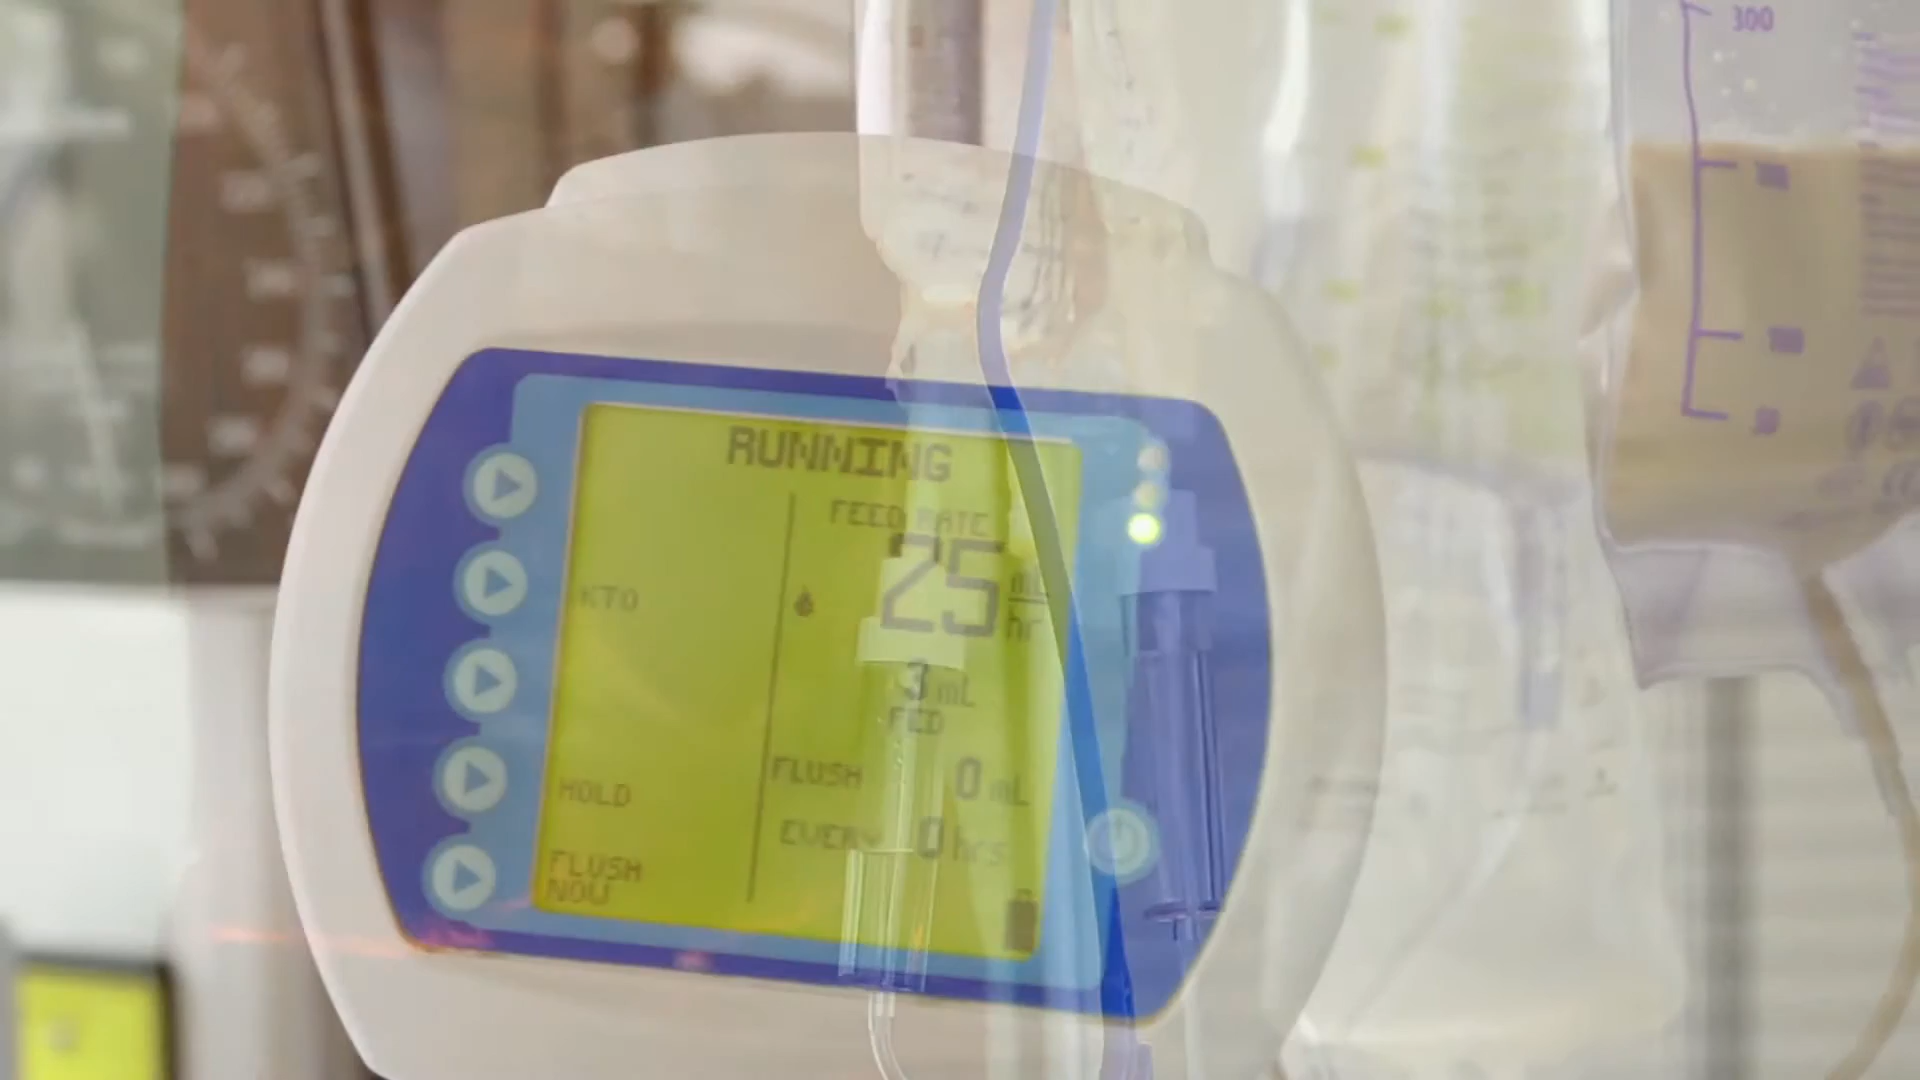 300
RUNNING
FEED RATE
25 mL/hr
KTO
3 mL
FED
FLUSH 0 mL
HOLD
EVERY 0 hrs
FLUSH
NOW